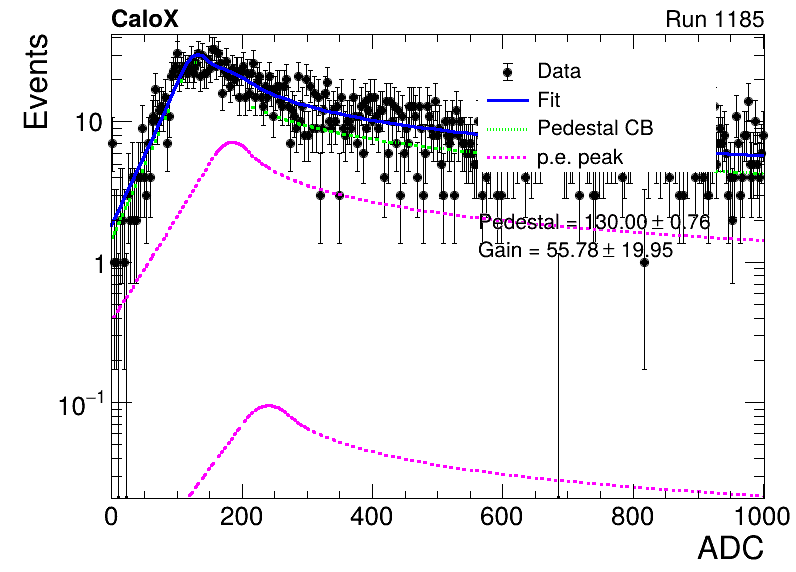 CaloX Run 1185
Events
Data
Fit
Pedestal CB
p.e. peak
Pedestal = 130.00 ± 0.76
Gain = 55.78 ± 19.95
10
1
10⁻¹
0 200 400 600 800 1000
ADC